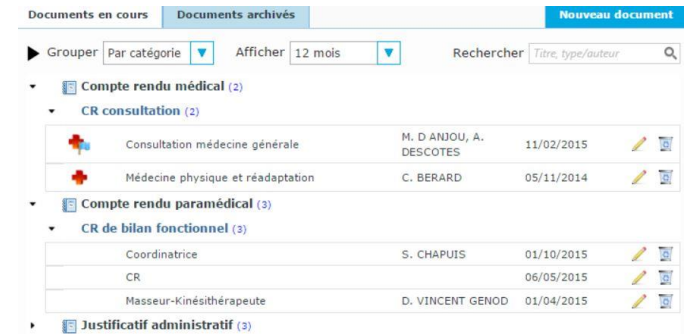 Documents en cours Documents archivés Nouveau document
Grouper Par catégorie Afficher 12 mois Rechercher Titre, type/auteur
Compte rendu médical (2)
CR consultation (2)
Consultation médecine générale M. D ANJOU, A. DESCOTES 11/02/2015
Médecine physique et réadaptation C. BERARD 05/11/2014
Compte rendu paramédical (3)
CR de bilan fonctionnel (3)
Coordinatrice S. CHAPUIS 01/10/2015
CR 06/05/2015
Masseur-Kinésithérapeute D. VINCENT GENOD 01/04/2015
Justificatif administratif (3)